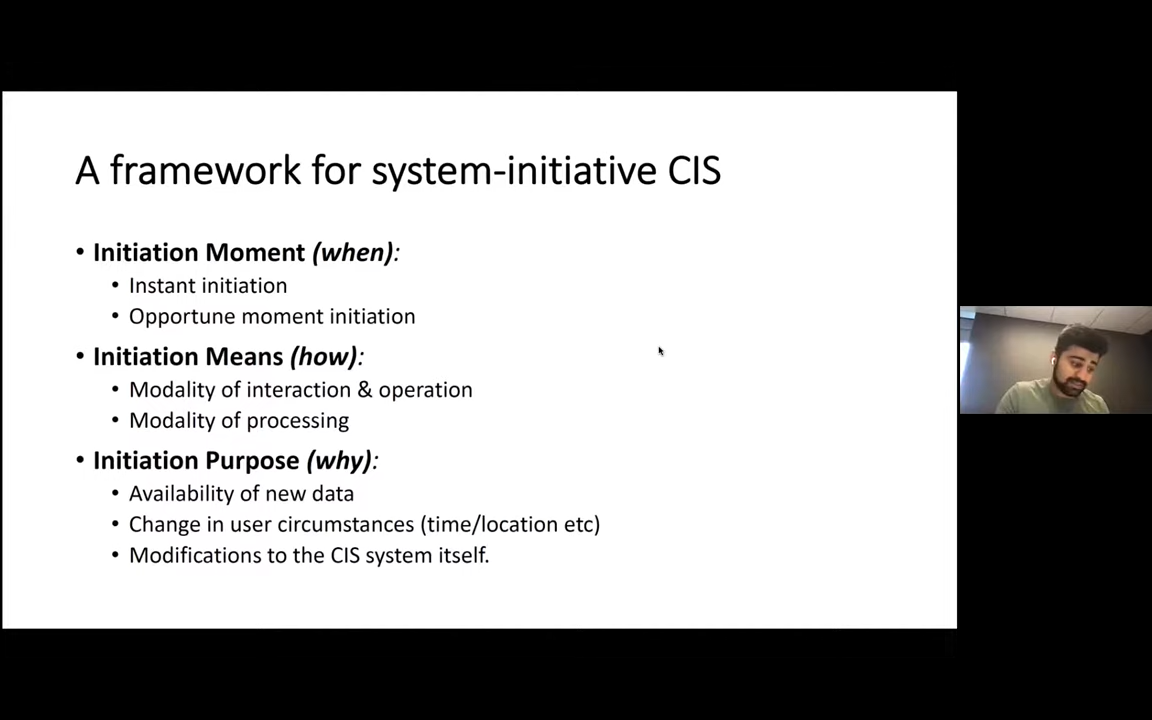 A framework for system-initiative CIS
• Initiation Moment (when):
• Instant initiation
• Opportune moment initiation
• Initiation Means (how):
• Modality of interaction & operation
• Modality of processing
• Initiation Purpose (why):
• Availability of new data
• Change in user circumstances (time/location etc)
• Modifications to the CIS system itself.